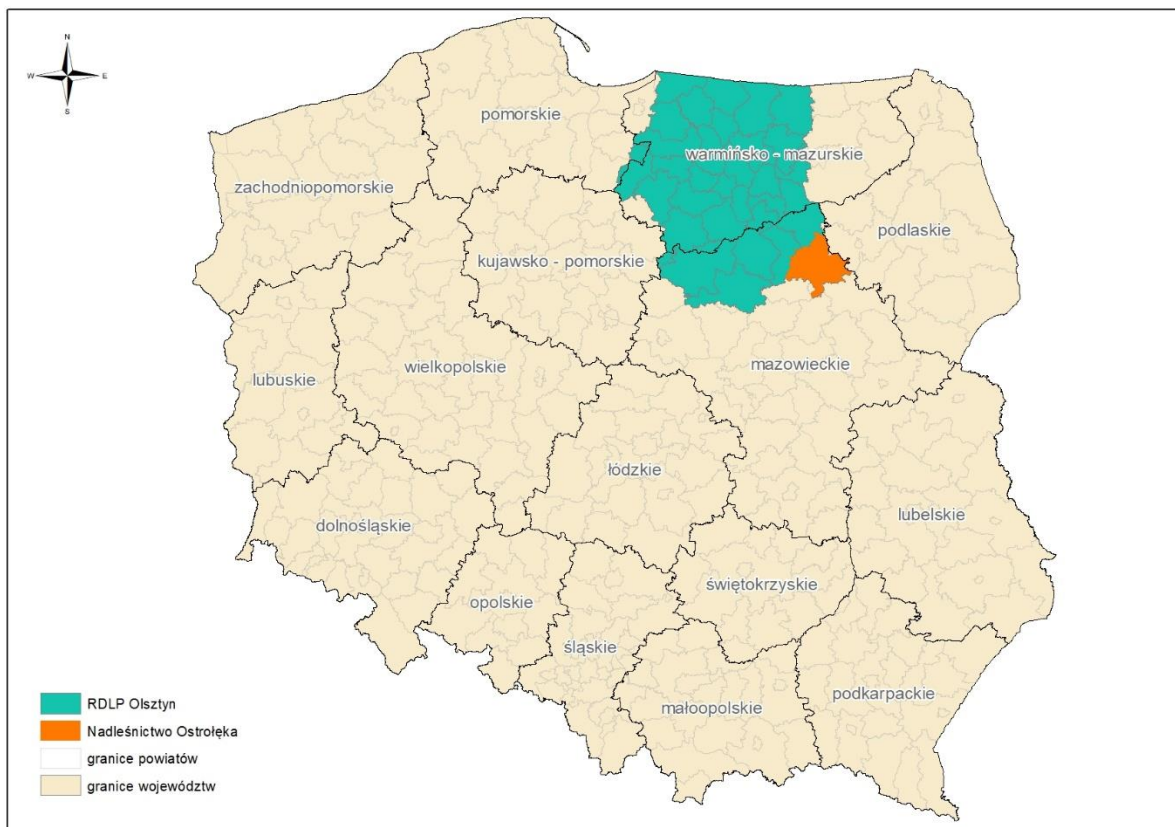 N
W E
S
pomorskie
warmińsko - mazurskie
zachodniopomorskie
podlaskie
kujawsko - pomorskie
mazowieckie
wielkopolskie
lubuskie
łódzkie
lubelskie
dolnośląskie
świętokrzyskie
opolskie
śląskie
podkarpackie
małoopolskie
RDLP Olsztyn
Nadleśnictwo Ostrołęka
granice powiatów
granice województw